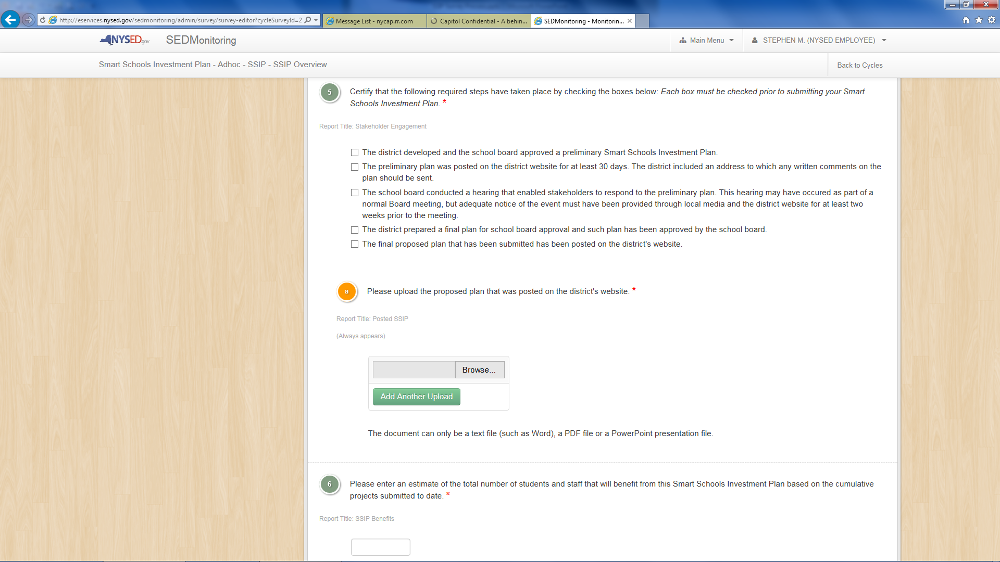 http://eservices.nysed.gov/sedmonitoring/admin/survey/survey-editor?cycleSurveyId=2
Message List - nycap.rr.com
Capitol Confidential - A behin...
SEDMonitoring - Monitorin...
NYSED.gov
SEDMonitoring
Main Menu
STEPHEN M. (NYSED EMPLOYEE)
Smart Schools Investment Plan - Adhoc - SSIP - SSIP Overview
Back to Cycles
5 Certify that the following required steps have taken place by checking the boxes below: Each box must be checked prior to submitting your Smart
Schools Investment Plan. *
Report Title: Stakeholder Engagement
The district developed and the school board approved a preliminary Smart Schools Investment Plan.
The preliminary plan was posted on the district website for at least 30 days. The district included an address to which any written comments on the
plan should be sent.
The school board conducted a hearing that enabled stakeholders to respond to the preliminary plan. This hearing may have occured as part of a
normal Board meeting, but adequate notice of the event must have been provided through local media and the district website for at least two
weeks prior to the meeting.
The district prepared a final plan for school board approval and such plan has been approved by the school board.
The final proposed plan that has been submitted has been posted on the district's website.
a Please upload the proposed plan that was posted on the district's website. *
Report Title: Posted SSIP
(Always appears)
Browse...
Add Another Upload
The document can only be a text file (such as Word), a PDF file or a PowerPoint presentation file.
6 Please enter an estimate of the total number of students and staff that will benefit from this Smart Schools Investment Plan based on the cumulative
projects submitted to date. *
Report Title: SSIP Benefits